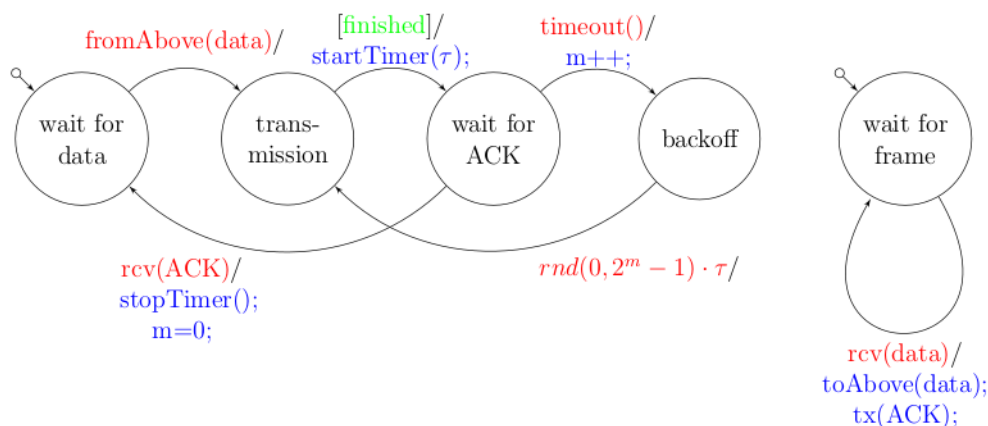 fromAbove(data)/
[finished]/
startTimer(τ);
timeout()/
m++;
wait for
data
trans-
mission
wait for
ACK
backoff
wait for
frame
rcv(ACK)/
stopTimer();
m=0;
rnd(0, 2^m − 1) · τ/
rcv(data)/
toAbove(data);
tx(ACK);